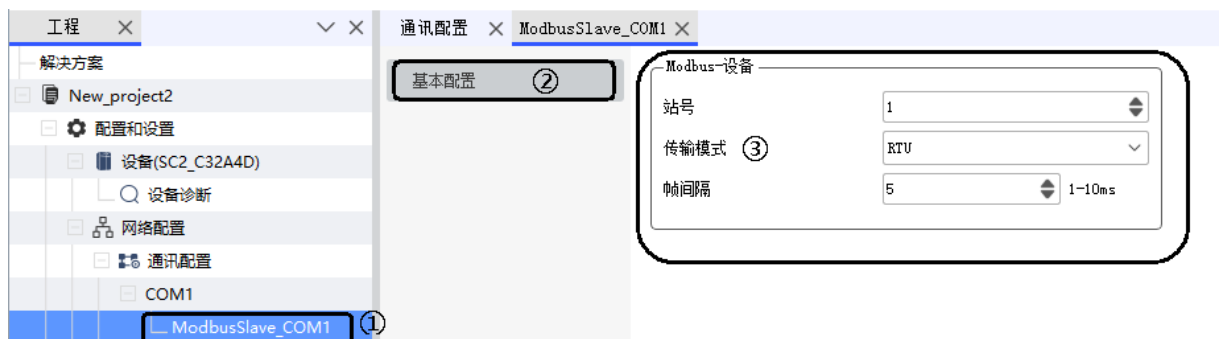 工程
通讯配置 ModbusSlave_COM1
解决方案
New_project2
配置和设置
设备(SC2_C32A4D)
设备诊断
网络配置
通讯配置
COM1
ModbusSlave_COM1 ①
基本配置 ②
Modbus-设备
站号 1
传输模式 ③ RTU
帧间隔 5 1-10ms